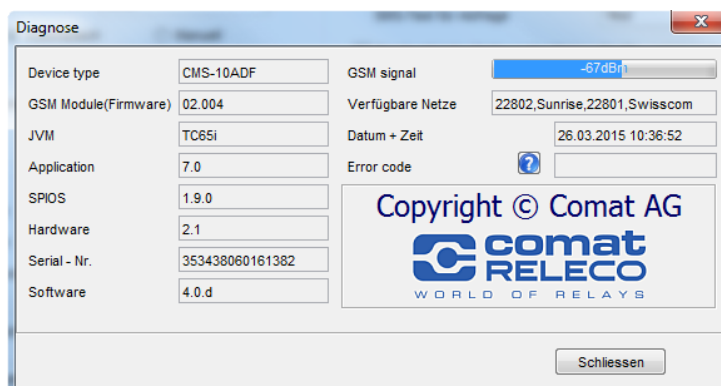 Diagnose
Device type CMS-10ADF
GSM Module(Firmware) 02.004
JVM TC65i
Application 7.0
SPIOS 1.9.0
Hardware 2.1
Serial - Nr. 353438060161382
Software 4.0.d
GSM signal -67dBm
Verfügbare Netze 22802,Sunrise,22801,Swisscom
Datum + Zeit 26.03.2015 10:36:52
Error code
Copyright © Comat AG
comat
RELECO
WORLD OF RELAYS
Schliessen